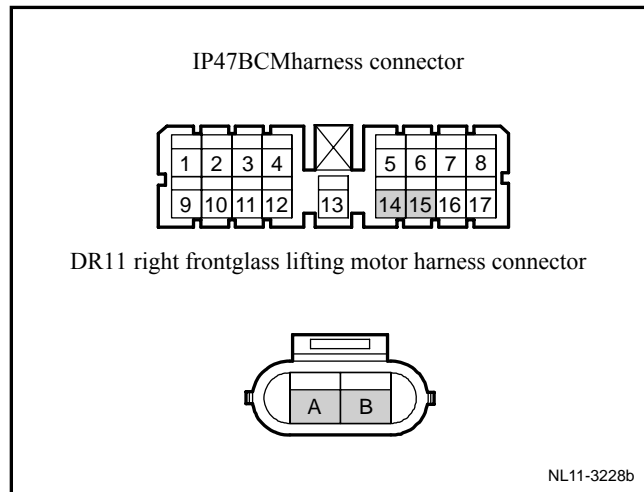 IP47BCMharness connector
1 2 3 4 5 6 7 8
9 10 11 12 13 14 15 16 17
DR11 right frontglass lifting motor harness connector
A B
NL11-3228b